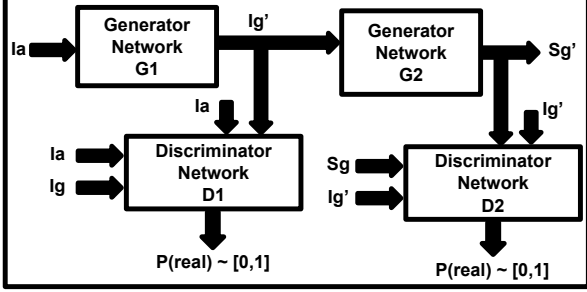 Generator
Network
G1
Ia
Ig’
Generator
Network
G2
Sg’
Ia
Ig’
Ia
Ig
Discriminator
Network
D1
Sg
Ig’
Discriminator
Network
D2
P(real) ~ [0,1]
P(real) ~ [0,1]